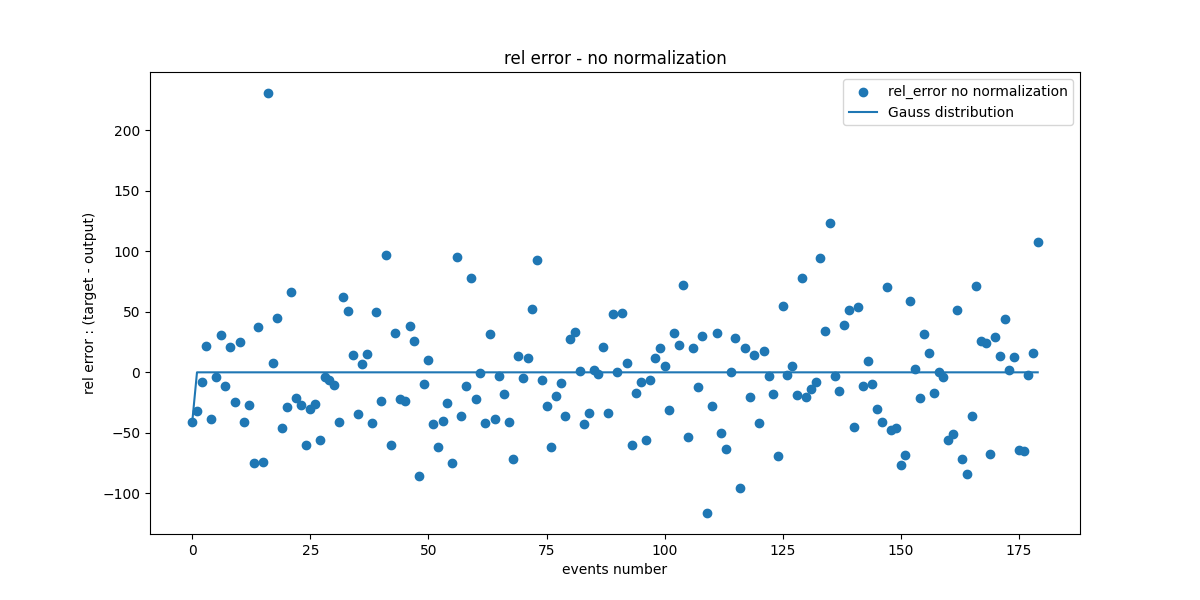 rel error - no normalization
rel_error no normalization
Gauss distribution
rel error : (target - output)
200
150
100
50
0
−50
−100
0 25 50 75 100 125 150 175
events number